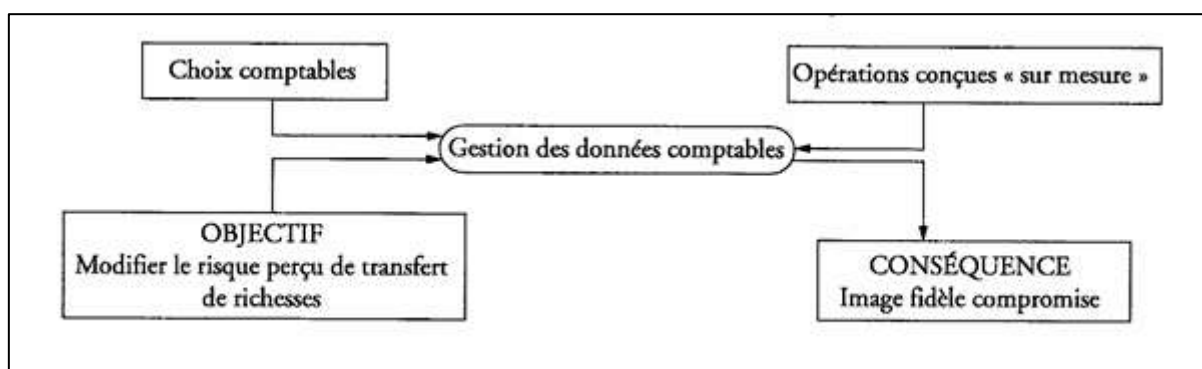 Choix comptables
Opérations conçues « sur mesure »
Gestion des données comptables
OBJECTIF
Modifier le risque perçu de transfert
de richesses
CONSÉQUENCE
Image fidèle compromise